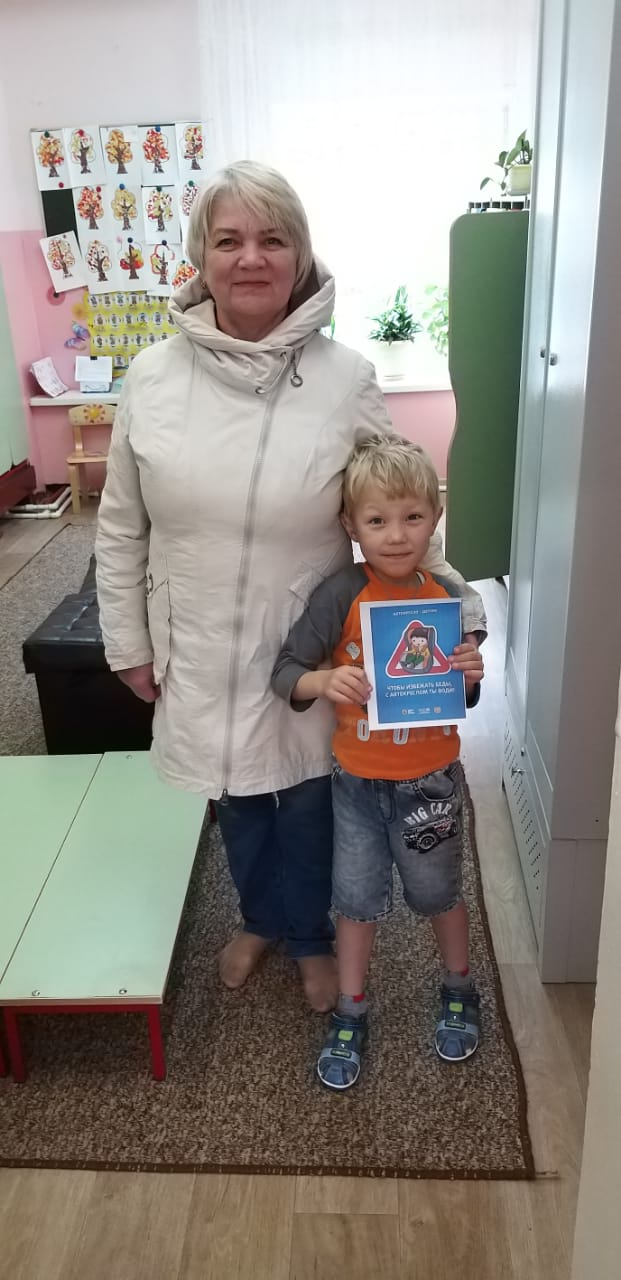 АВТОКРЕСЛО - ДЕТЯМ!
ЧТОБЫ ИЗБЕЖАТЬ БЕДЫ,
С АВТОКРЕСЛОМ ТЫ ВОДИ!
BIG CAR